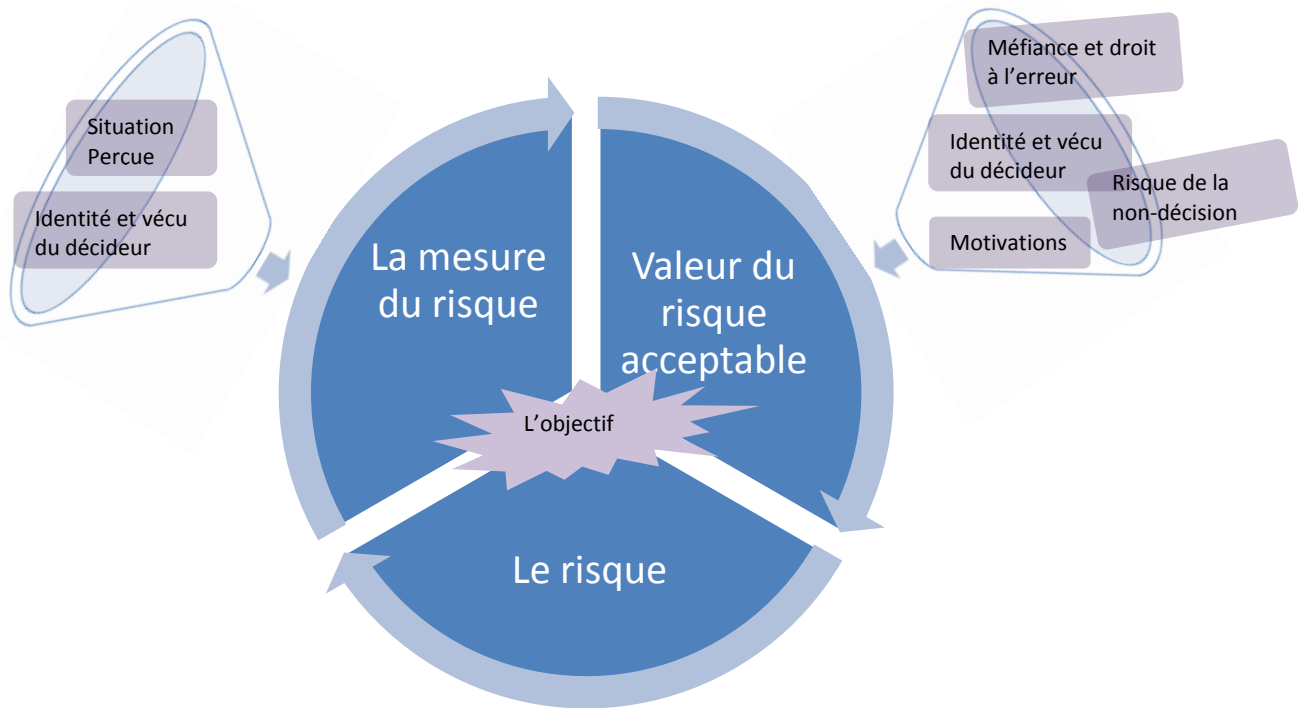 Situation
Percue
Identité et vécu
du décideur
Méfiance et droit
à l’erreur
Identité et vécu
du décideur
Risque de la
non-décision
Motivations
La mesure
du risque
Valeur du
risque
acceptable
L’objectif
Le risque